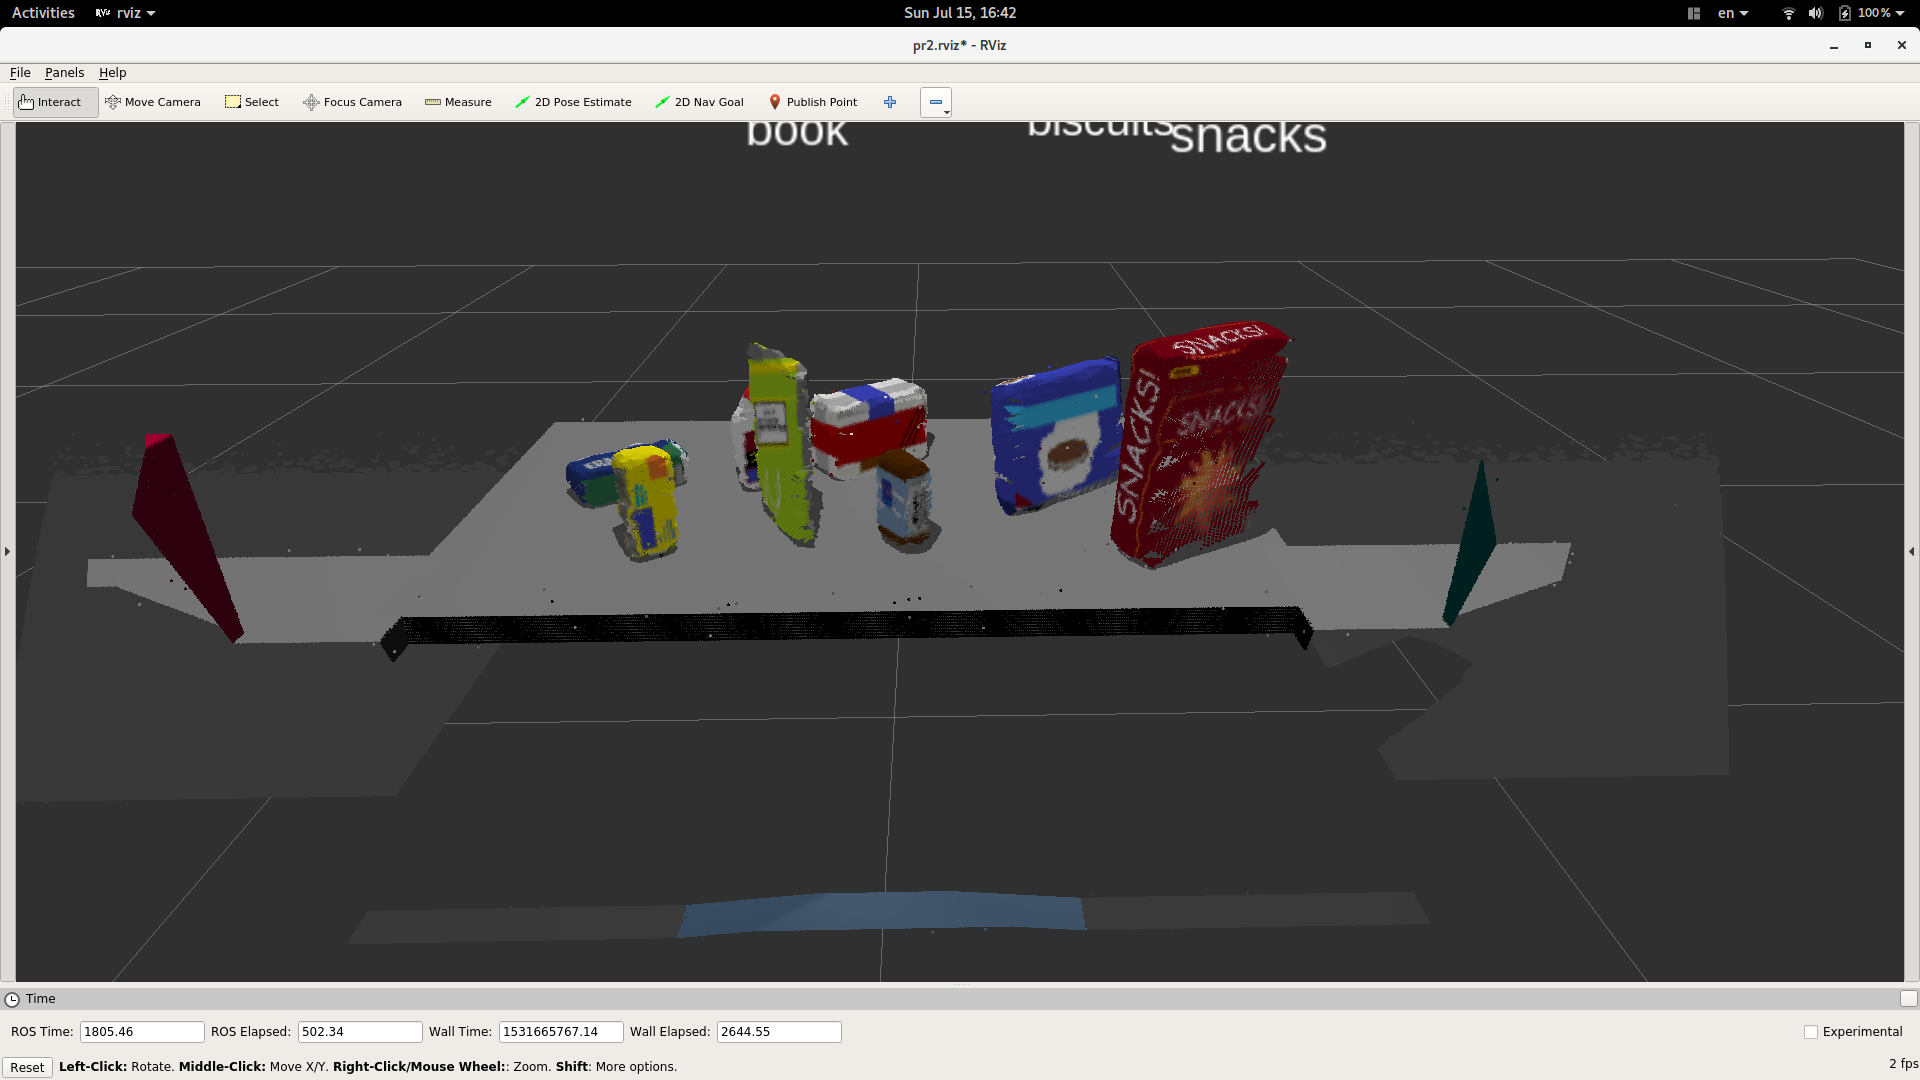 Activities rviz Sun Jul 15, 16:42 en 100%
pr2.rviz* - RViz
File Panels Help
Interact Move Camera Select Focus Camera Measure 2D Pose Estimate 2D Nav Goal Publish Point
book biscuits snacks
SNACKS!
SNACKS!
SNACKS!
Time
ROS Time: 1805.46 ROS Elapsed: 502.34 Wall Time: 1531665767.14 Wall Elapsed: 2644.55 Experimental
Reset Left-Click: Rotate. Middle-Click: Move X/Y. Right-Click/Mouse Wheel:: Zoom. Shift: More options. 2 fps